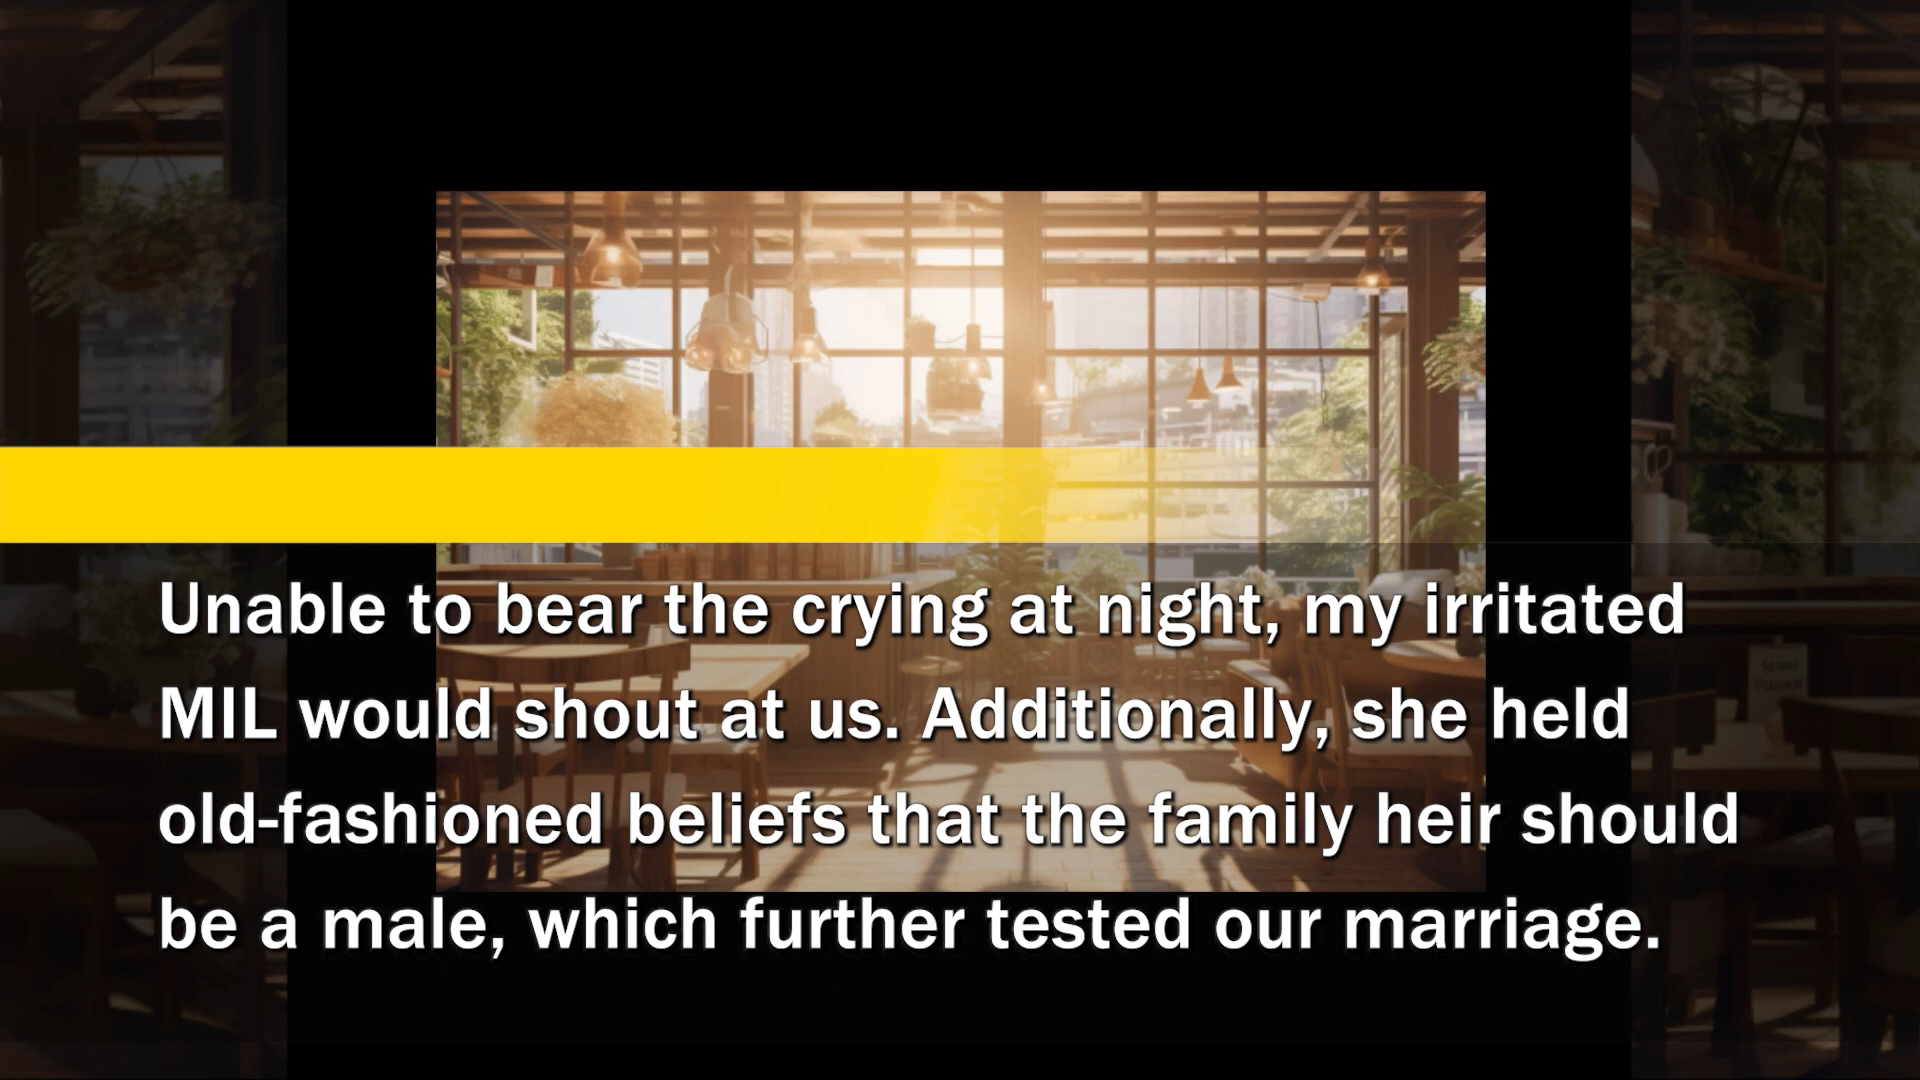 Unable to bear the crying at night, my irritated
MIL would shout at us. Additionally, she held
old-fashioned beliefs that the family heir should
be a male, which further tested our marriage.